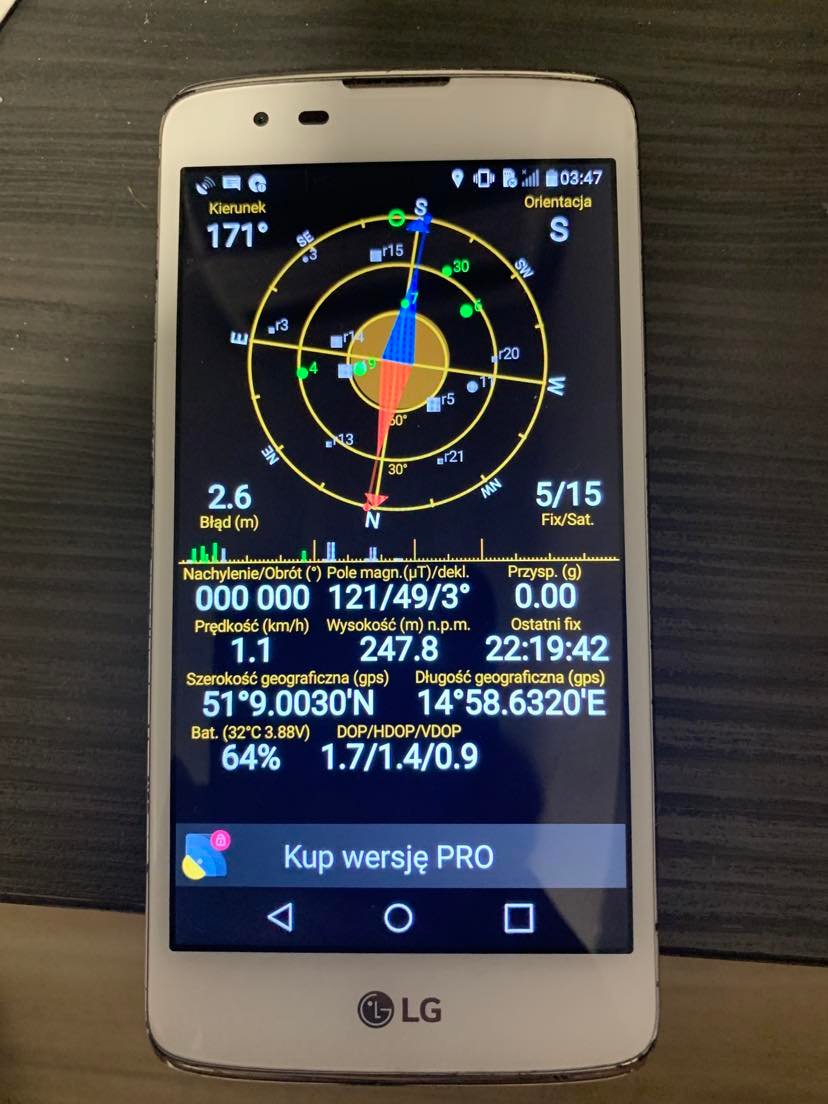 03:47
Kierunek
Orientacja
171°
S
S
SE
SW
3
r15
30
7
6
r3
r14
E
9
4
r20
W
r5
r13
r21
60°
30°
NE
NW
N
2.6
5/15
Błąd (m)
Fix/Sat.
Nachylenie/Obrót (°) Pole magn.(µT)/dekl. Przysp. (g)
000 000 121/49/3° 0.00
Prędkość (km/h) Wysokość (m) n.p.m. Ostatni fix
1.1 247.8 22:19:42
Szerokość geograficzna (gps) Długość geograficzna (gps)
51°9.0030'N 14°58.6320'E
Bat. (32°C 3.88V) DOP/HDOP/VDOP
64% 1.7/1.4/0.9
Kup wersję PRO
LG